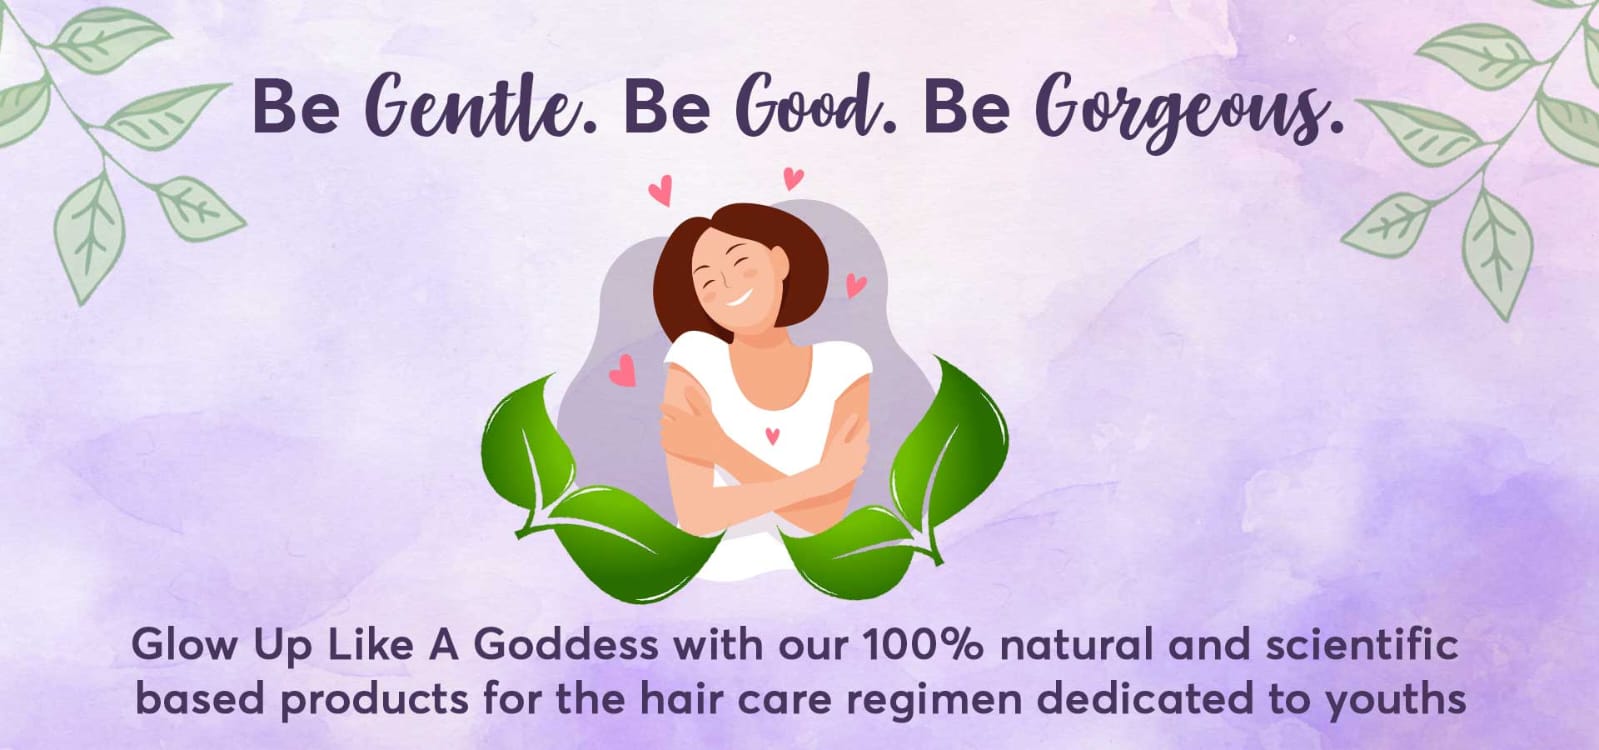 Be Gentle. Be Good. Be Gorgeous.
Glow Up Like A Goddess with our 100% natural and scientific
based products for the hair care regimen dedicated to youths